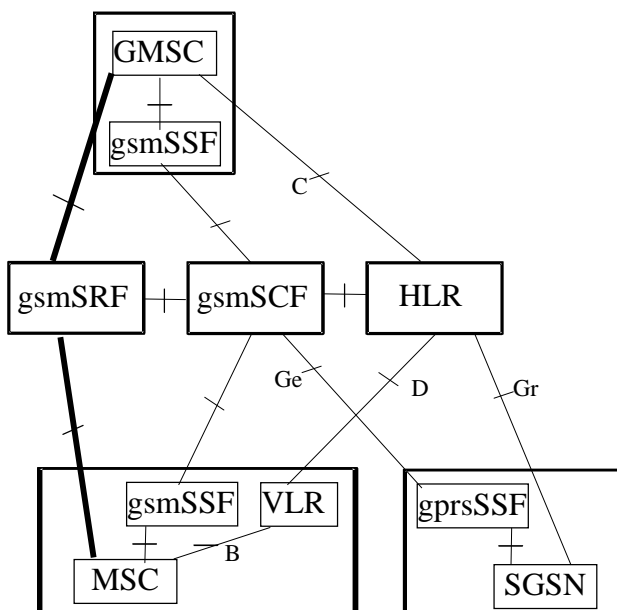 GMSC
gsmSSF
C
gsmSRF
gsmSCF
HLR
Ge
D
Gr
gsmSSF
VLR
gprsSSF
B
MSC
SGSN